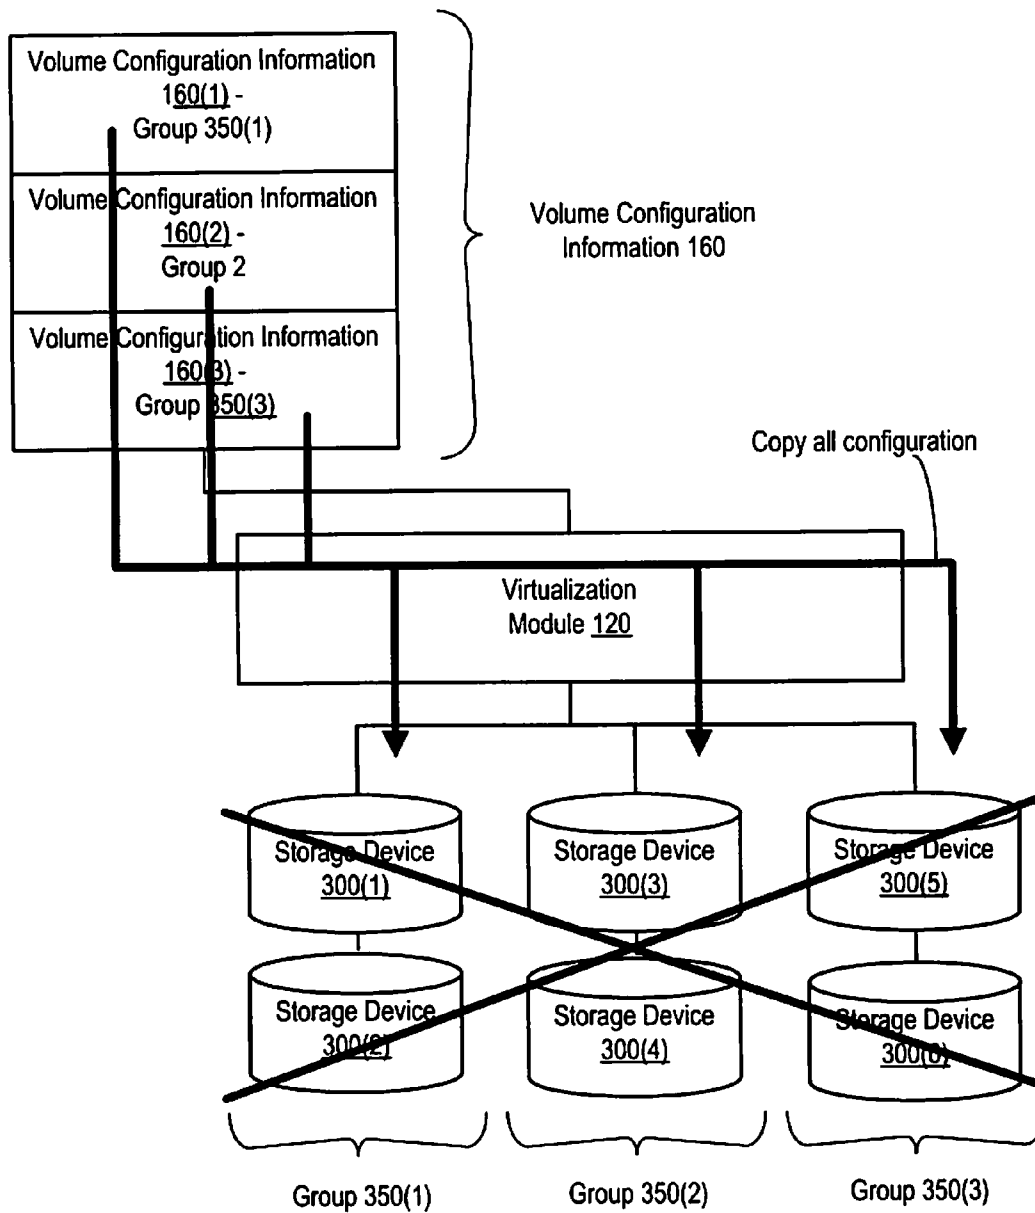 Volume Configuration Information
160(1) -
Group 350(1)
Volume Configuration Information
160(2) -
Group 2
Volume Configuration Information
160(3) -
Group 350(3)
Volume Configuration
Information 160
Copy all configuration
Virtualization
Module 120
Storage Device
300(1)
Storage Device
300(3)
Storage Device
300(5)
Storage Device
300(2)
Storage Device
300(4)
Storage Device
300(6)
Group 350(1)
Group 350(2)
Group 350(3)